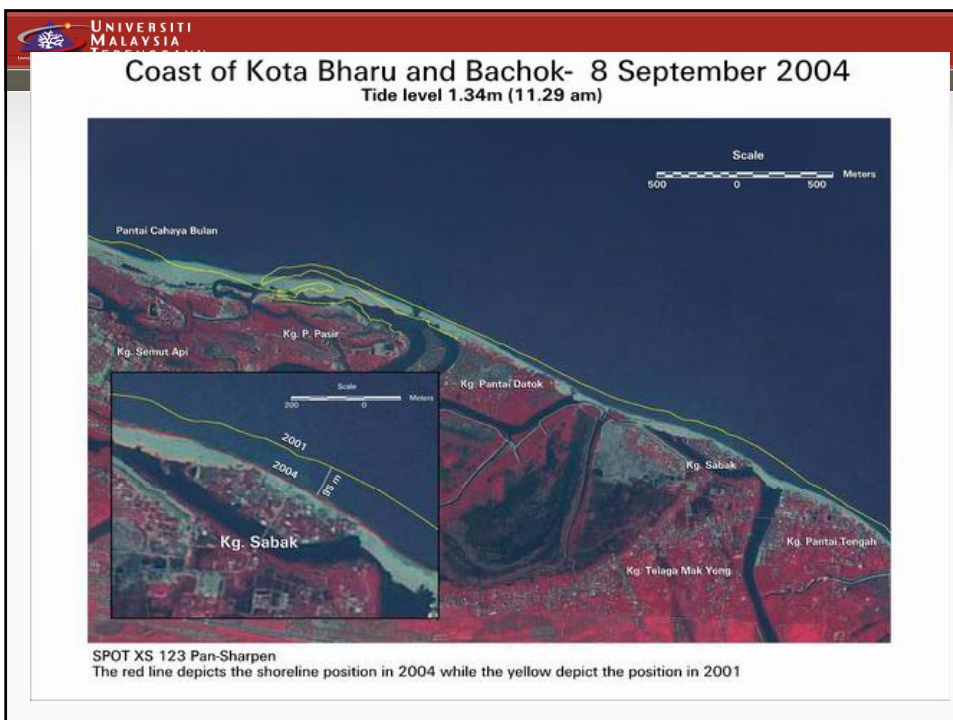 UNIVERSITI
MALAYSIA
TERENGGANU
Coast of Kota Bharu and Bachok- 8 September 2004
Tide level 1.34m (11.29 am)
Scale
Meters
500 0 500
Pantai Cahaya Bulan
Kg. P. Pasir
Kg. Semut Api
Kg. Pantai Datok
Scale
Meters
200 0
2001
2004
95 m
Kg. Sabak
Kg. Sabak
Kg. Pantai Tengah
Kg. Telaga Mak Yong
SPOT XS 123 Pan-Sharpen
The red line depicts the shoreline position in 2004 while the yellow depict the position in 2001